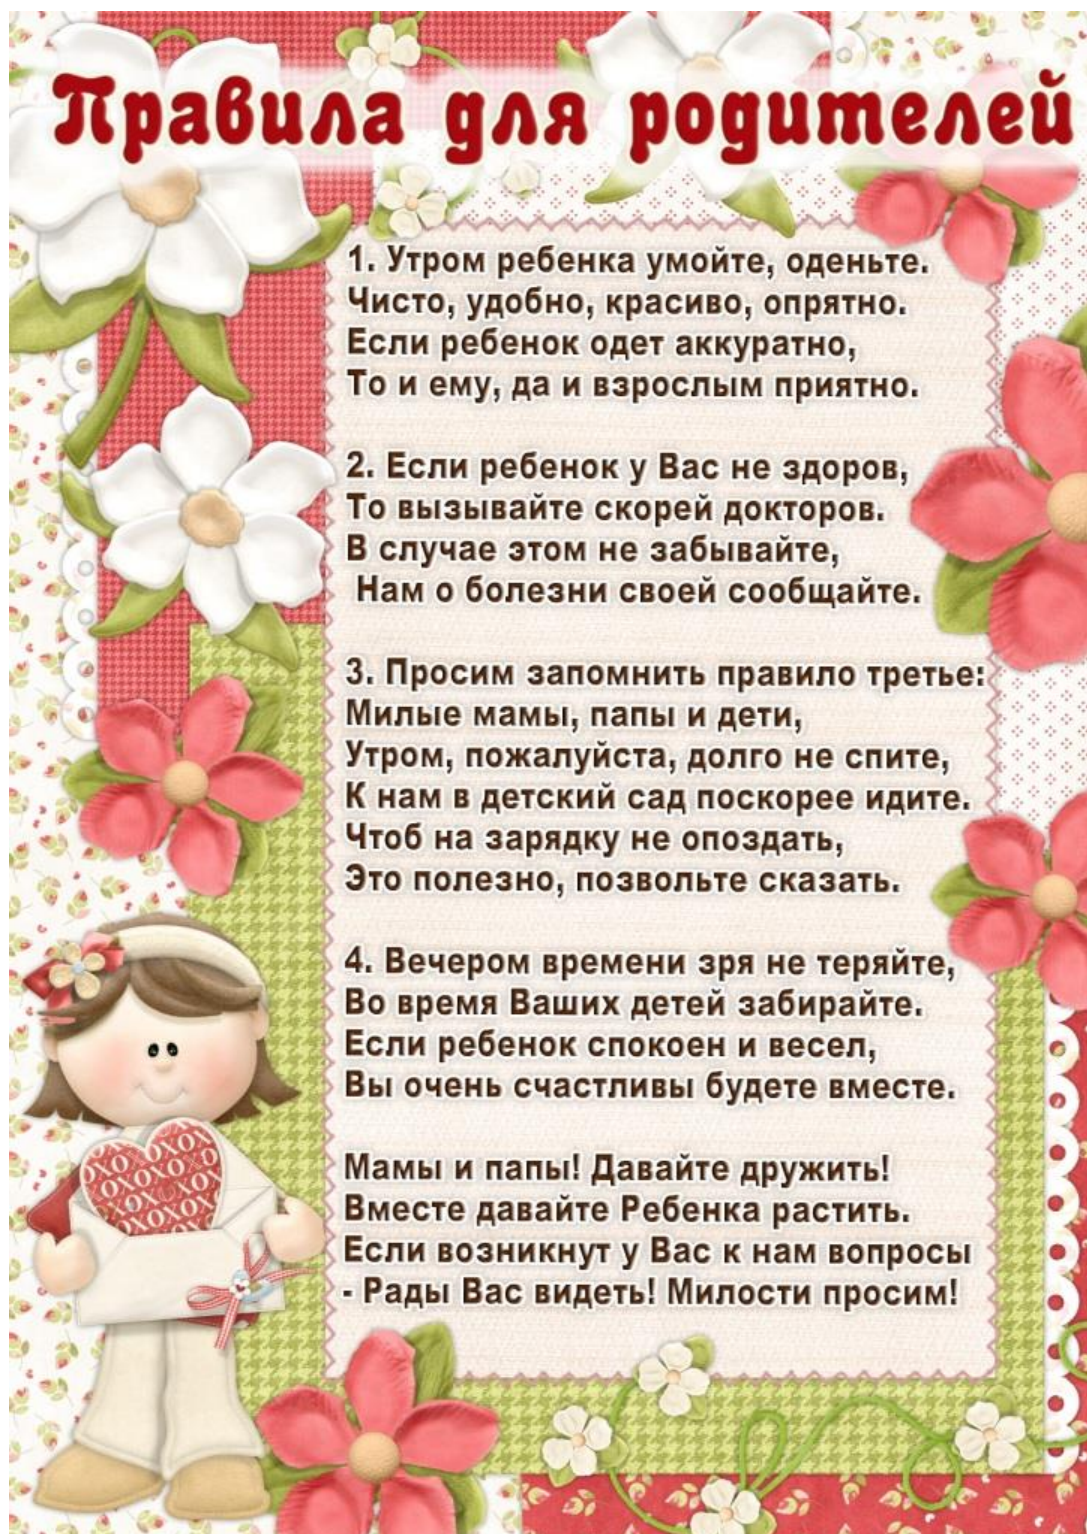 Правила для родителей
1. Утром ребенка умойте, оденьте.
Чисто, удобно, красиво, опрятно.
Если ребенок одет аккуратно,
То и ему, да и взрослым приятно.
2. Если ребенок у Вас не здоров,
То вызывайте скорей докторов.
В случае этом не забывайте,
Нам о болезни своей сообщайте.
3. Просим запомнить правило третье:
Милые мамы, папы и дети,
Утром, пожалуйста, долго не спите,
К нам в детский сад поскорее идите.
Чтоб на зарядку не опоздать,
Это полезно, позвольте сказать.
4. Вечером времени зря не теряйте,
Во время Ваших детей забирайте.
Если ребенок спокоен и весел,
Вы очень счастливы будете вместе.
Мамы и папы! Давайте дружить!
Вместе давайте Ребенка растить.
Если возникнут у Вас к нам вопросы
- Рады Вас видеть! Милости просим!